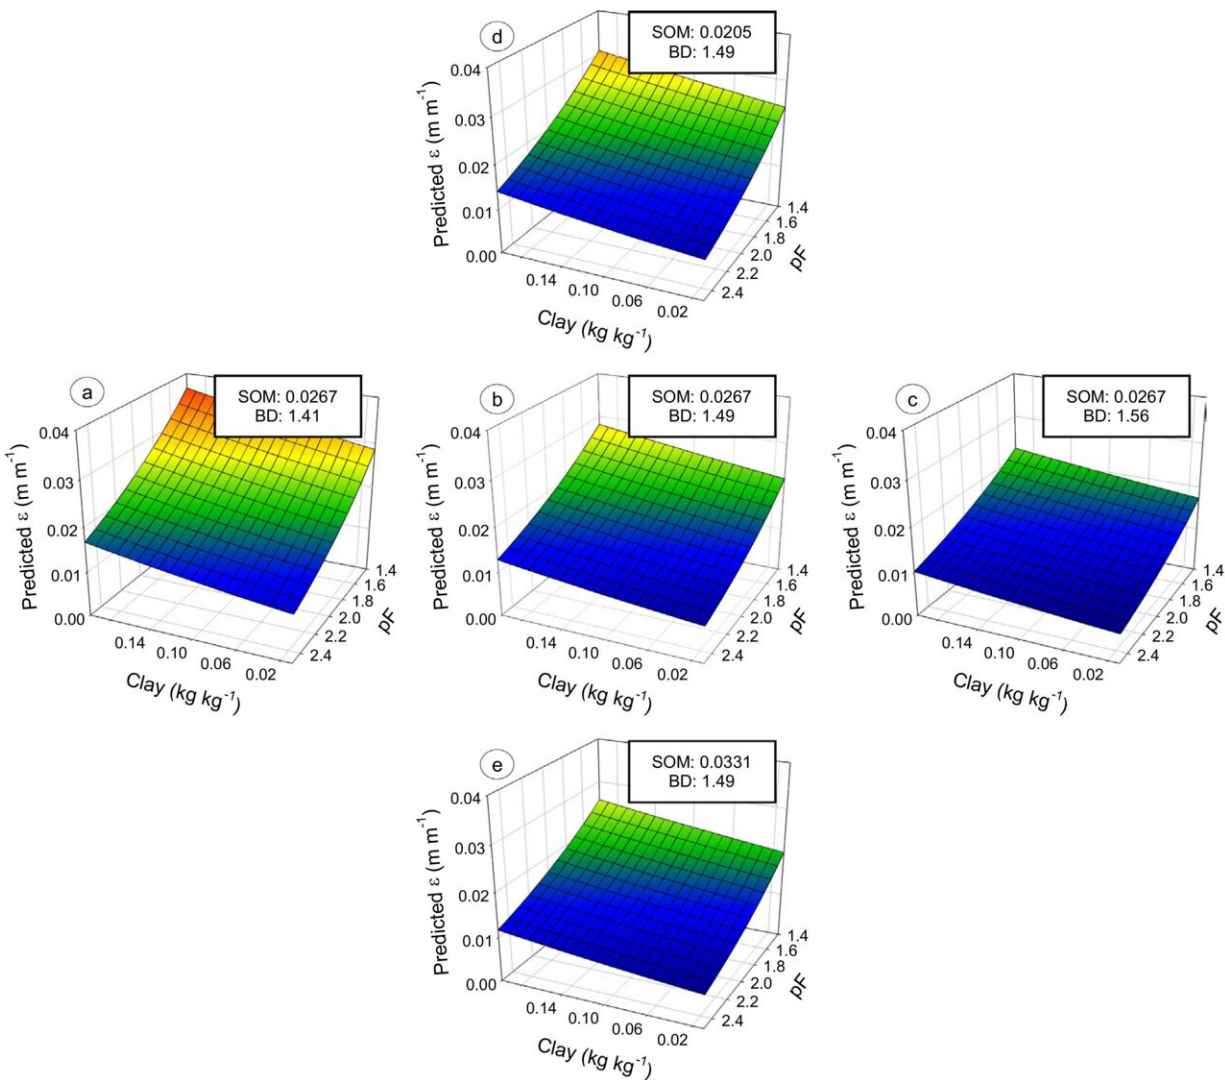 d
SOM: 0.0205
BD: 1.49
Predicted ε (m m⁻¹)
0.04
0.03
0.02
0.01
0.00
0.14
0.10
0.06
0.02
Clay (kg kg⁻¹)
1.4
1.6
1.8
2.0
2.2
2.4
pF
a
SOM: 0.0267
BD: 1.41
Predicted ε (m m⁻¹)
0.04
0.03
0.02
0.01
0.00
0.14
0.10
0.06
0.02
Clay (kg kg⁻¹)
1.4
1.6
1.8
2.0
2.2
2.4
pF
b
SOM: 0.0267
BD: 1.49
Predicted ε (m m⁻¹)
0.04
0.03
0.02
0.01
0.00
0.14
0.10
0.06
0.02
Clay (kg kg⁻¹)
1.4
1.6
1.8
2.0
2.2
2.4
pF
c
SOM: 0.0267
BD: 1.56
Predicted ε (m m⁻¹)
0.04
0.03
0.02
0.01
0.00
0.14
0.10
0.06
0.02
Clay (kg kg⁻¹)
1.4
1.6
1.8
2.0
2.2
2.4
pF
e
SOM: 0.0331
BD: 1.49
Predicted ε (m m⁻¹)
0.04
0.03
0.02
0.01
0.00
0.14
0.10
0.06
0.02
Clay (kg kg⁻¹)
1.4
1.6
1.8
2.0
2.2
2.4
pF